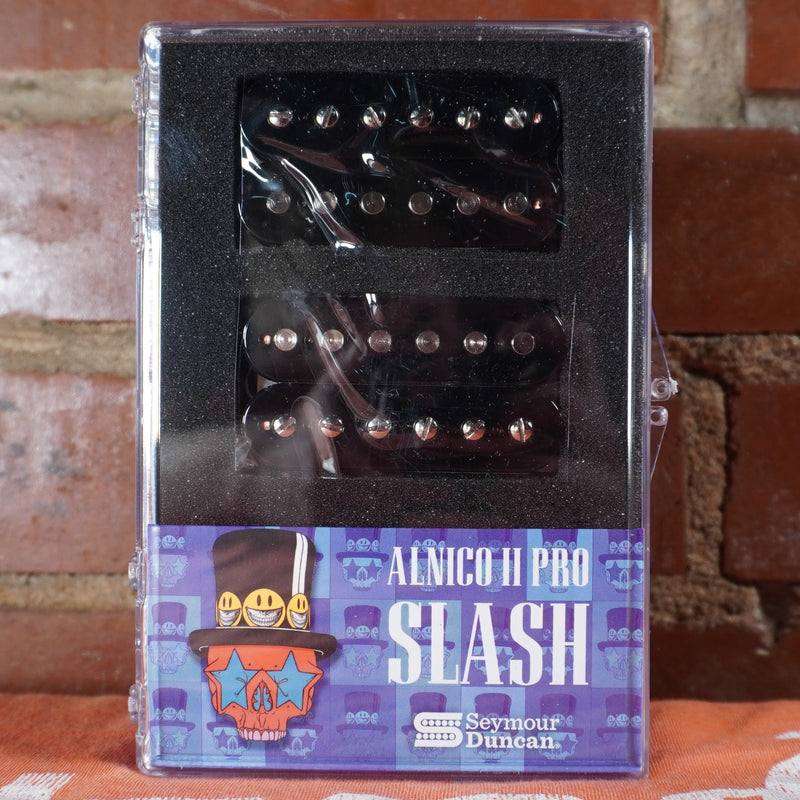 ALNICO II PRO
SLASH
Seymour
Duncan®